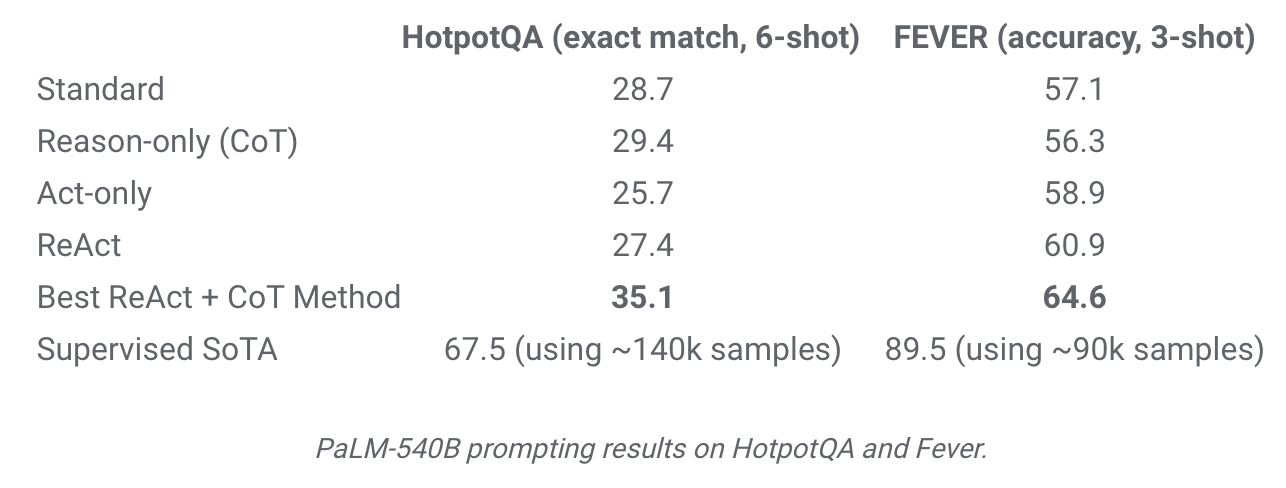 HotpotQA (exact match, 6-shot) FEVER (accuracy, 3-shot)
Standard 28.7 57.1
Reason-only (CoT) 29.4 56.3
Act-only 25.7 58.9
ReAct 27.4 60.9
Best ReAct + CoT Method 35.1 64.6
Supervised SoTA 67.5 (using ~140k samples) 89.5 (using ~90k samples)
PaLM-540B prompting results on HotpotQA and Fever.